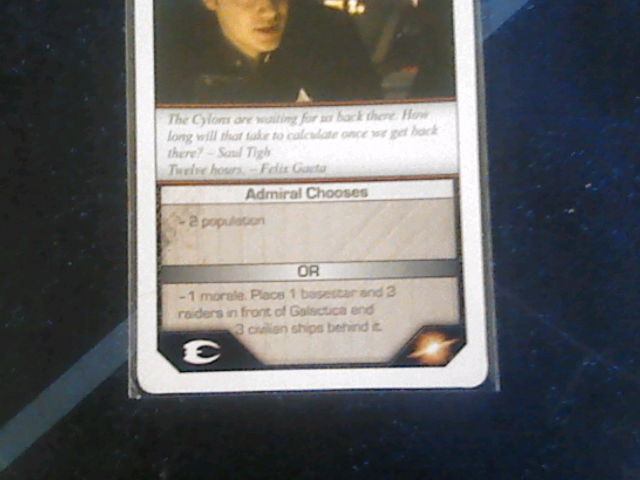 The Cylons are waiting for us back there. How
long will that take to calculate once we get back
there? – Saul Tigh
Twelve hours. – Felix Gaeta
Admiral Chooses
- 2 population
OR
-1 morale. Place 1 basestar and 3
raiders in front of Galactica and
3 civilian ships behind it.